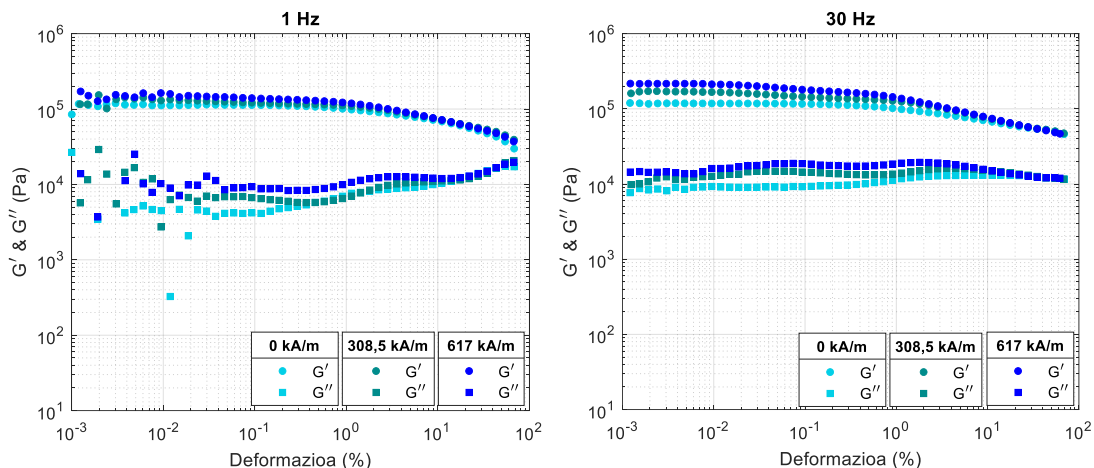 1 Hz
G′ & G′′ (Pa)
10^6
10^5
10^4
10^3
10^2
10^1
0 kA/m 308,5 kA/m 617 kA/m
G′ G′ G′
G′′ G′′ G′′
10^-3 10^-2 10^-1 10^0 10^1 10^2
Deformazioa (%)
30 Hz
G′ & G′′ (Pa)
10^6
10^5
10^4
10^3
10^2
10^1
0 kA/m 308,5 kA/m 617 kA/m
G′ G′ G′
G′′ G′′ G′′
10^-3 10^-2 10^-1 10^0 10^1 10^2
Deformazioa (%)